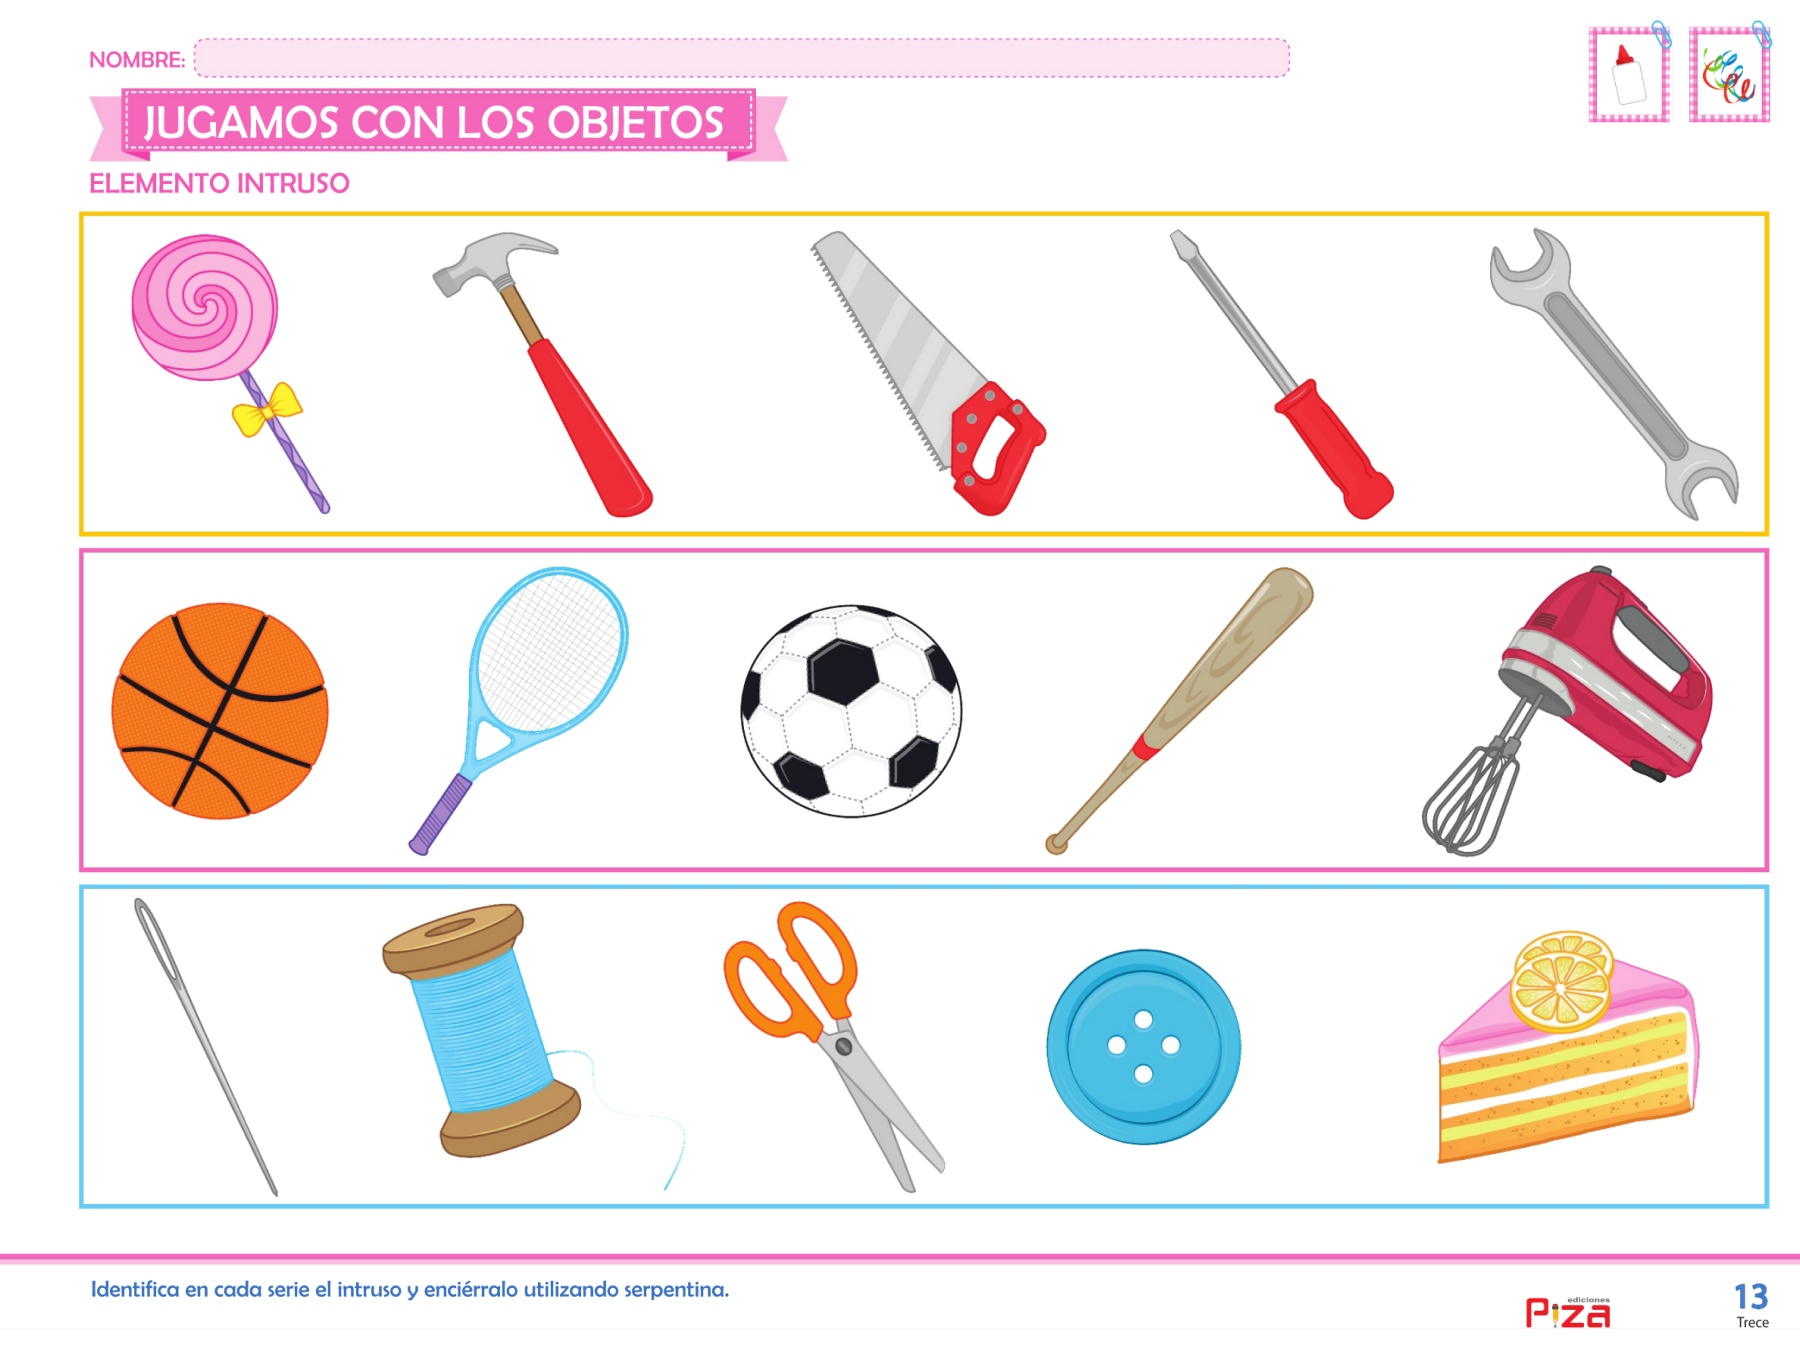 NOMBRE:
JUGAMOS CON LOS OBJETOS
ELEMENTO INTRUSO
Identifica en cada serie el intruso y enciérralo utilizando serpentina.
ediciones
Piza
13
Trece